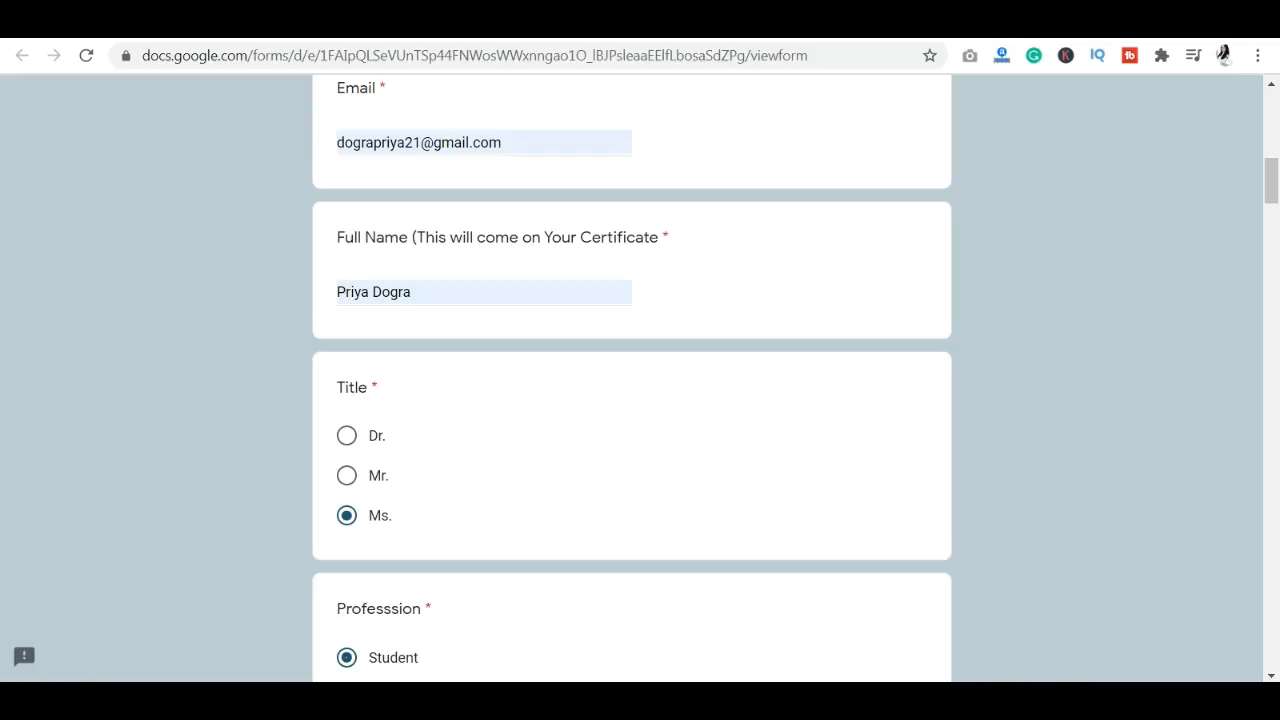 docs.google.com/forms/d/e/1FAIpQLSeVUnTSp44FNWosWWxnngao1O_lBJPsleaaEElfLbosaSdZPg/viewform
Email *
dograpriya21@gmail.com
Full Name (This will come on Your Certificate *
Priya Dogra
Title *
Dr.
Mr.
Ms.
Professsion *
Student